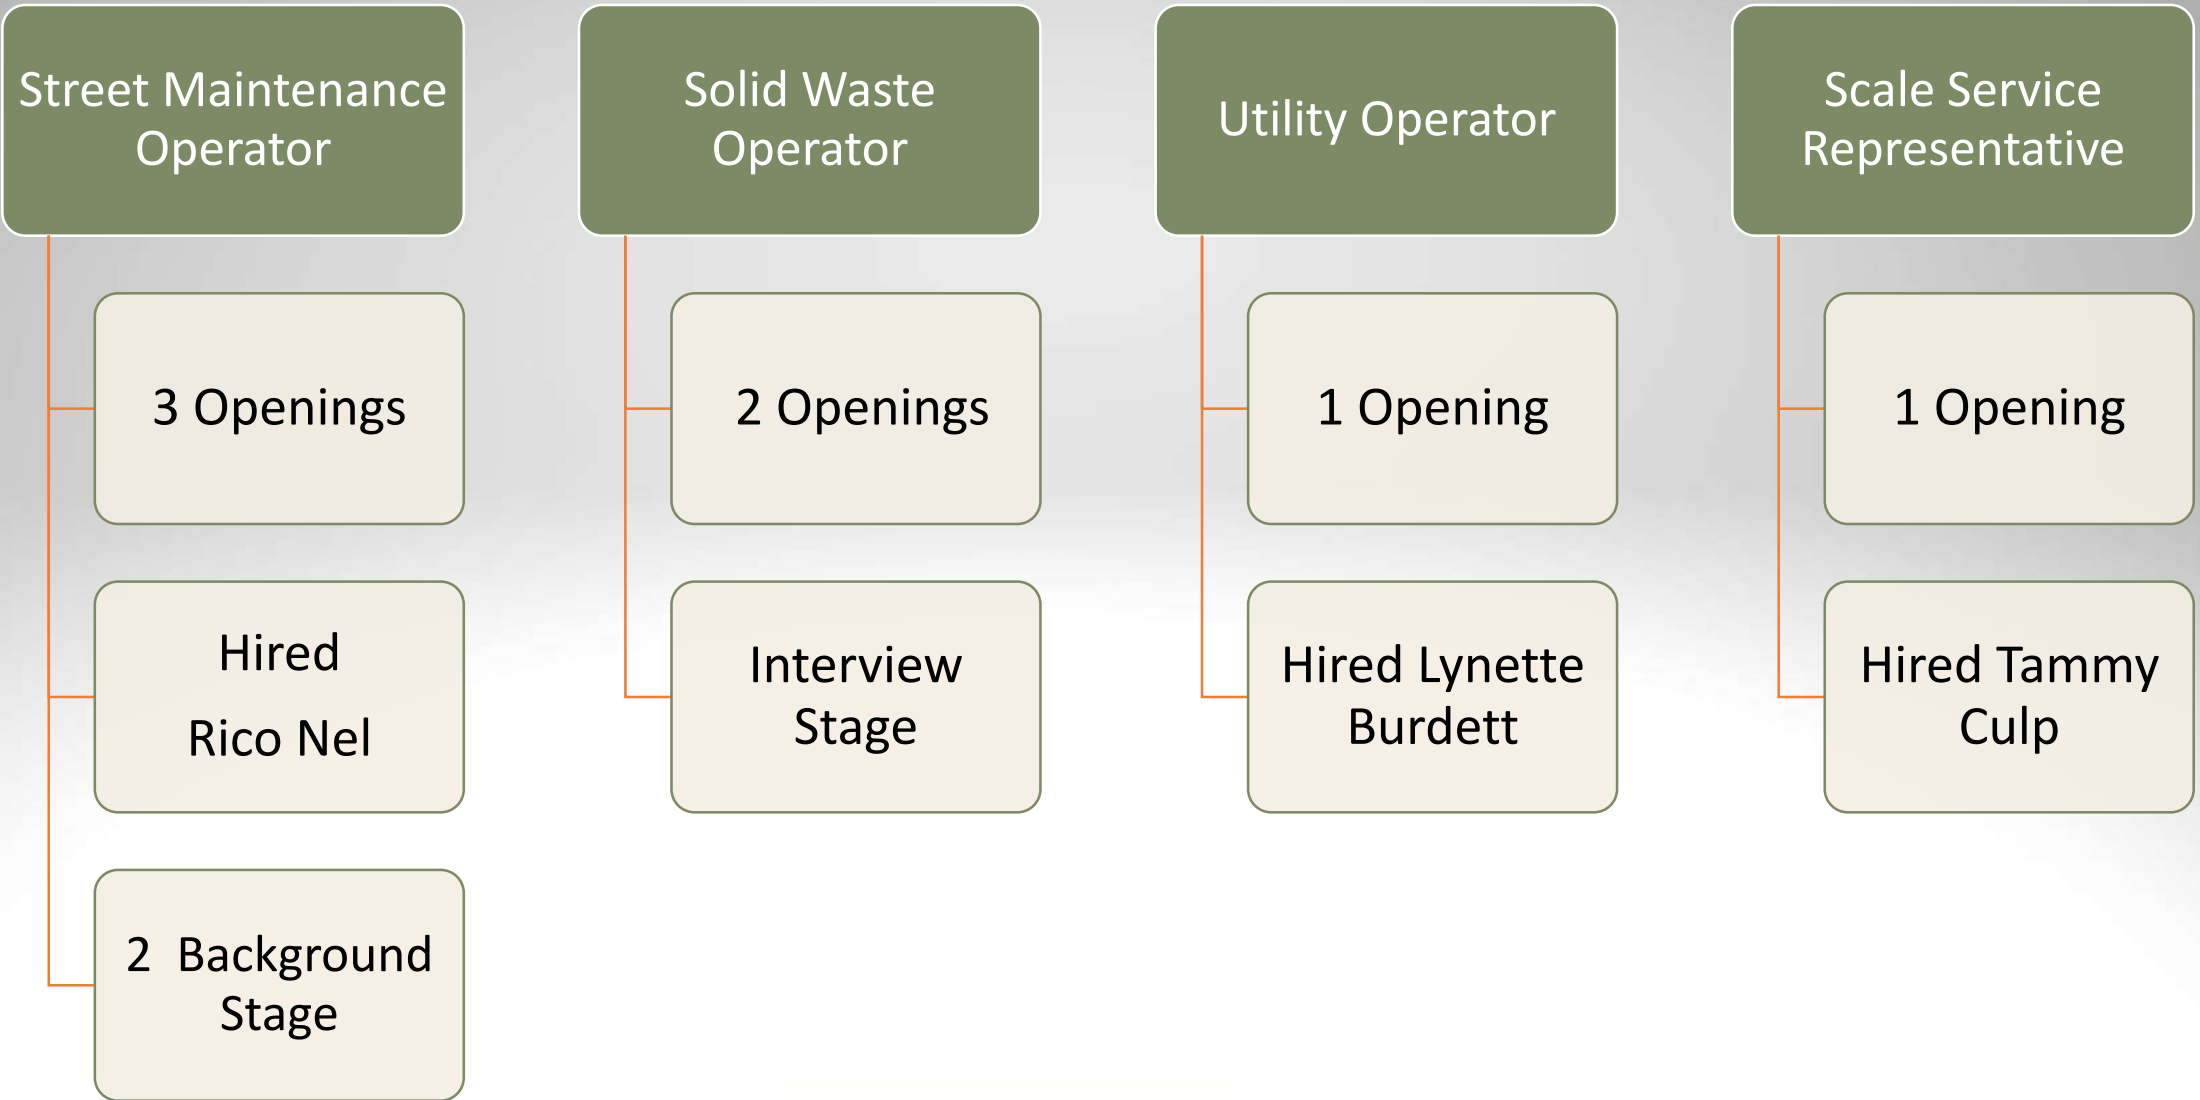 Street Maintenance
Operator
3 Openings
Hired
Rico Nel
2  Background
Stage
Solid Waste
Operator
2 Openings
Interview
Stage
Utility Operator
1 Opening
Hired Lynette
Burdett
Scale Service
Representative
1 Opening
Hired Tammy
Culp